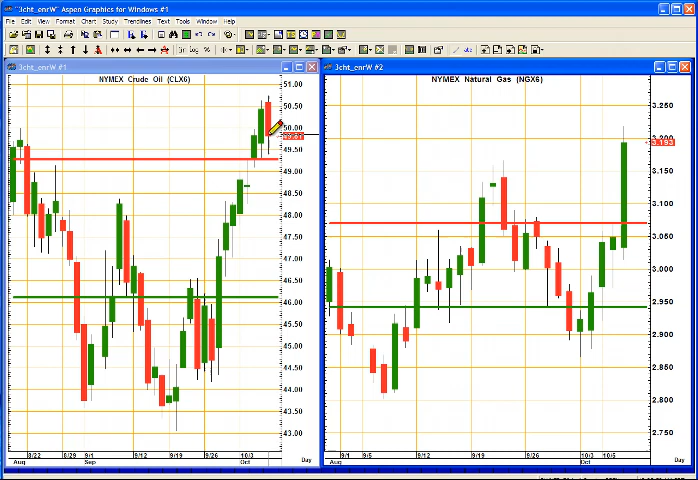 "3cht_enrW" Aspen Graphics for Windows #1
File Edit View Format Chart Study Trendlines Text Tools Window Help
3cht_enrW #1
NYMEX Crude Oil (CLX6)
51.00
50.50
50.00
49.50
49.00
48.50
48.00
47.50
47.00
46.50
46.00
45.50
45.00
44.50
44.00
43.50
43.00
8/22 8/29 9/1 9/12 9/19 9/26 10/3
Aug Sep Oct Day
3cht_enrW #2
NYMEX Natural Gas (NGX6)
3.250
3.200
3.193
3.150
3.100
3.050
3.000
2.950
2.900
2.850
2.800
2.750
9/1 9/5 9/12 9/19 9/26 10/3 10/5
Aug Oct Day